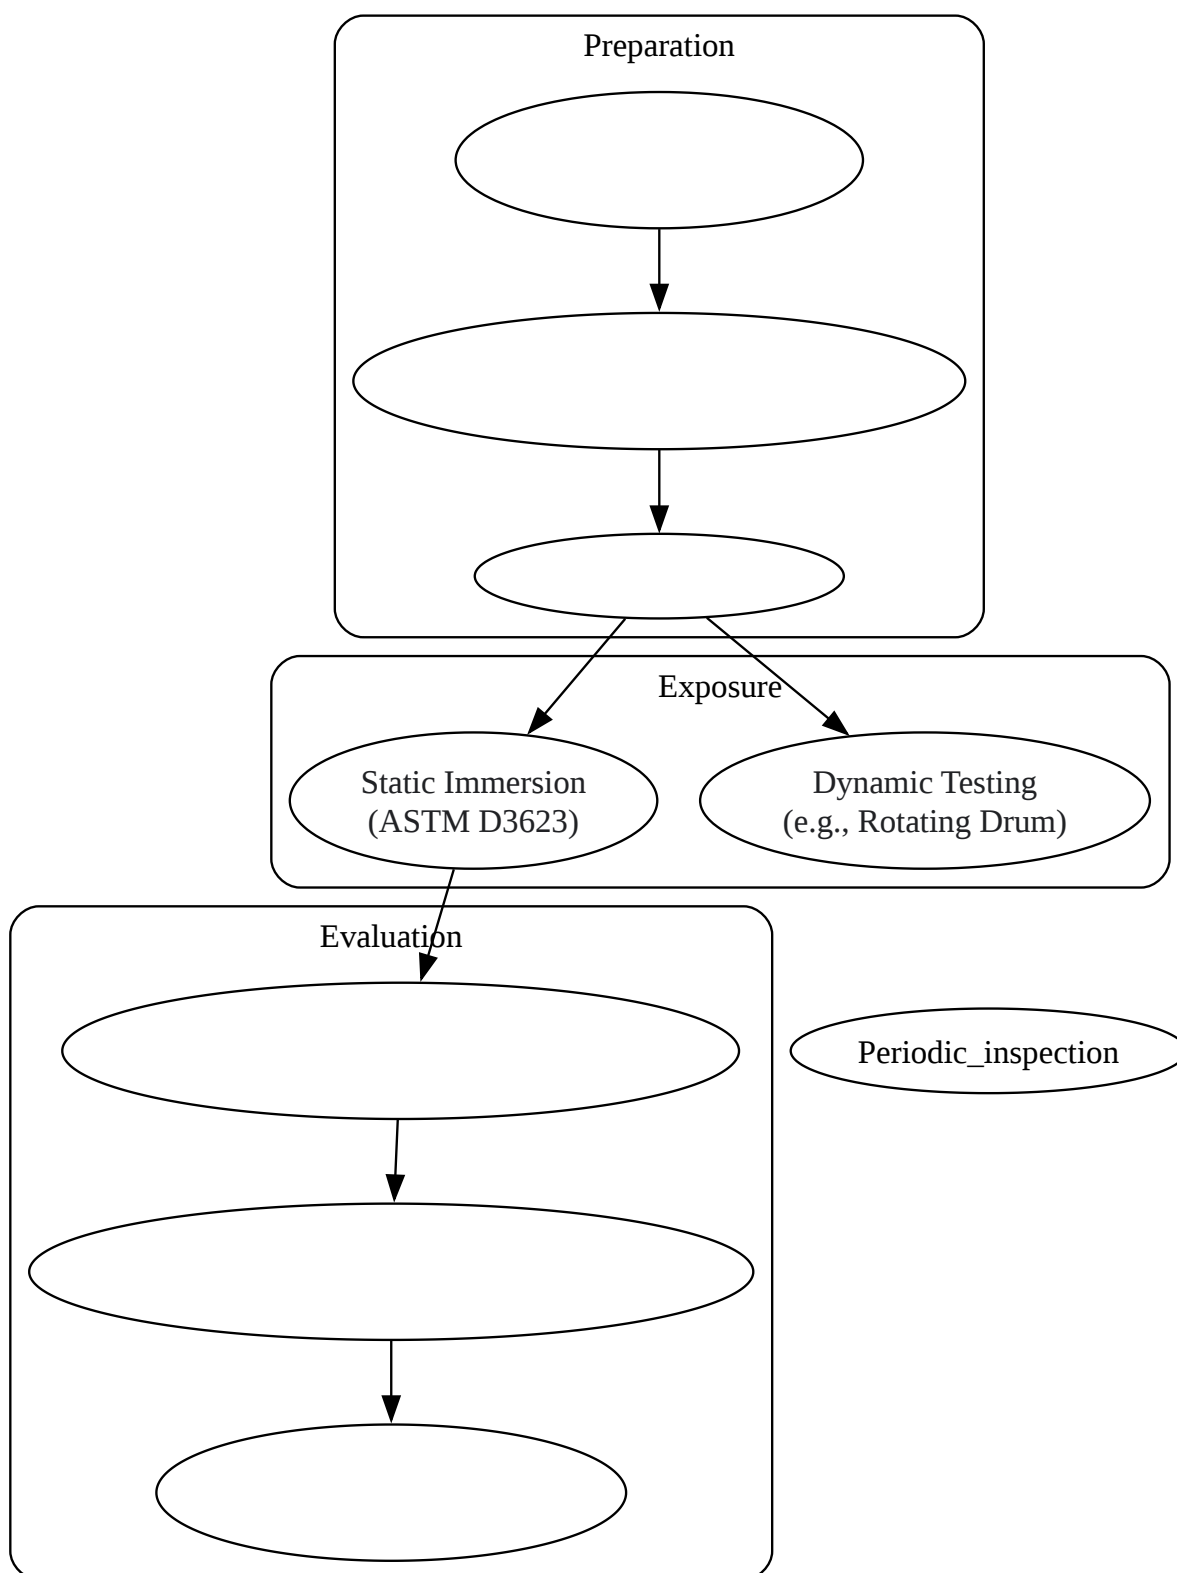 Preparation
Exposure
Static Immersion
(ASTM D3623)
Dynamic Testing
(e.g., Rotating Drum)
Evaluation
Periodic_inspection